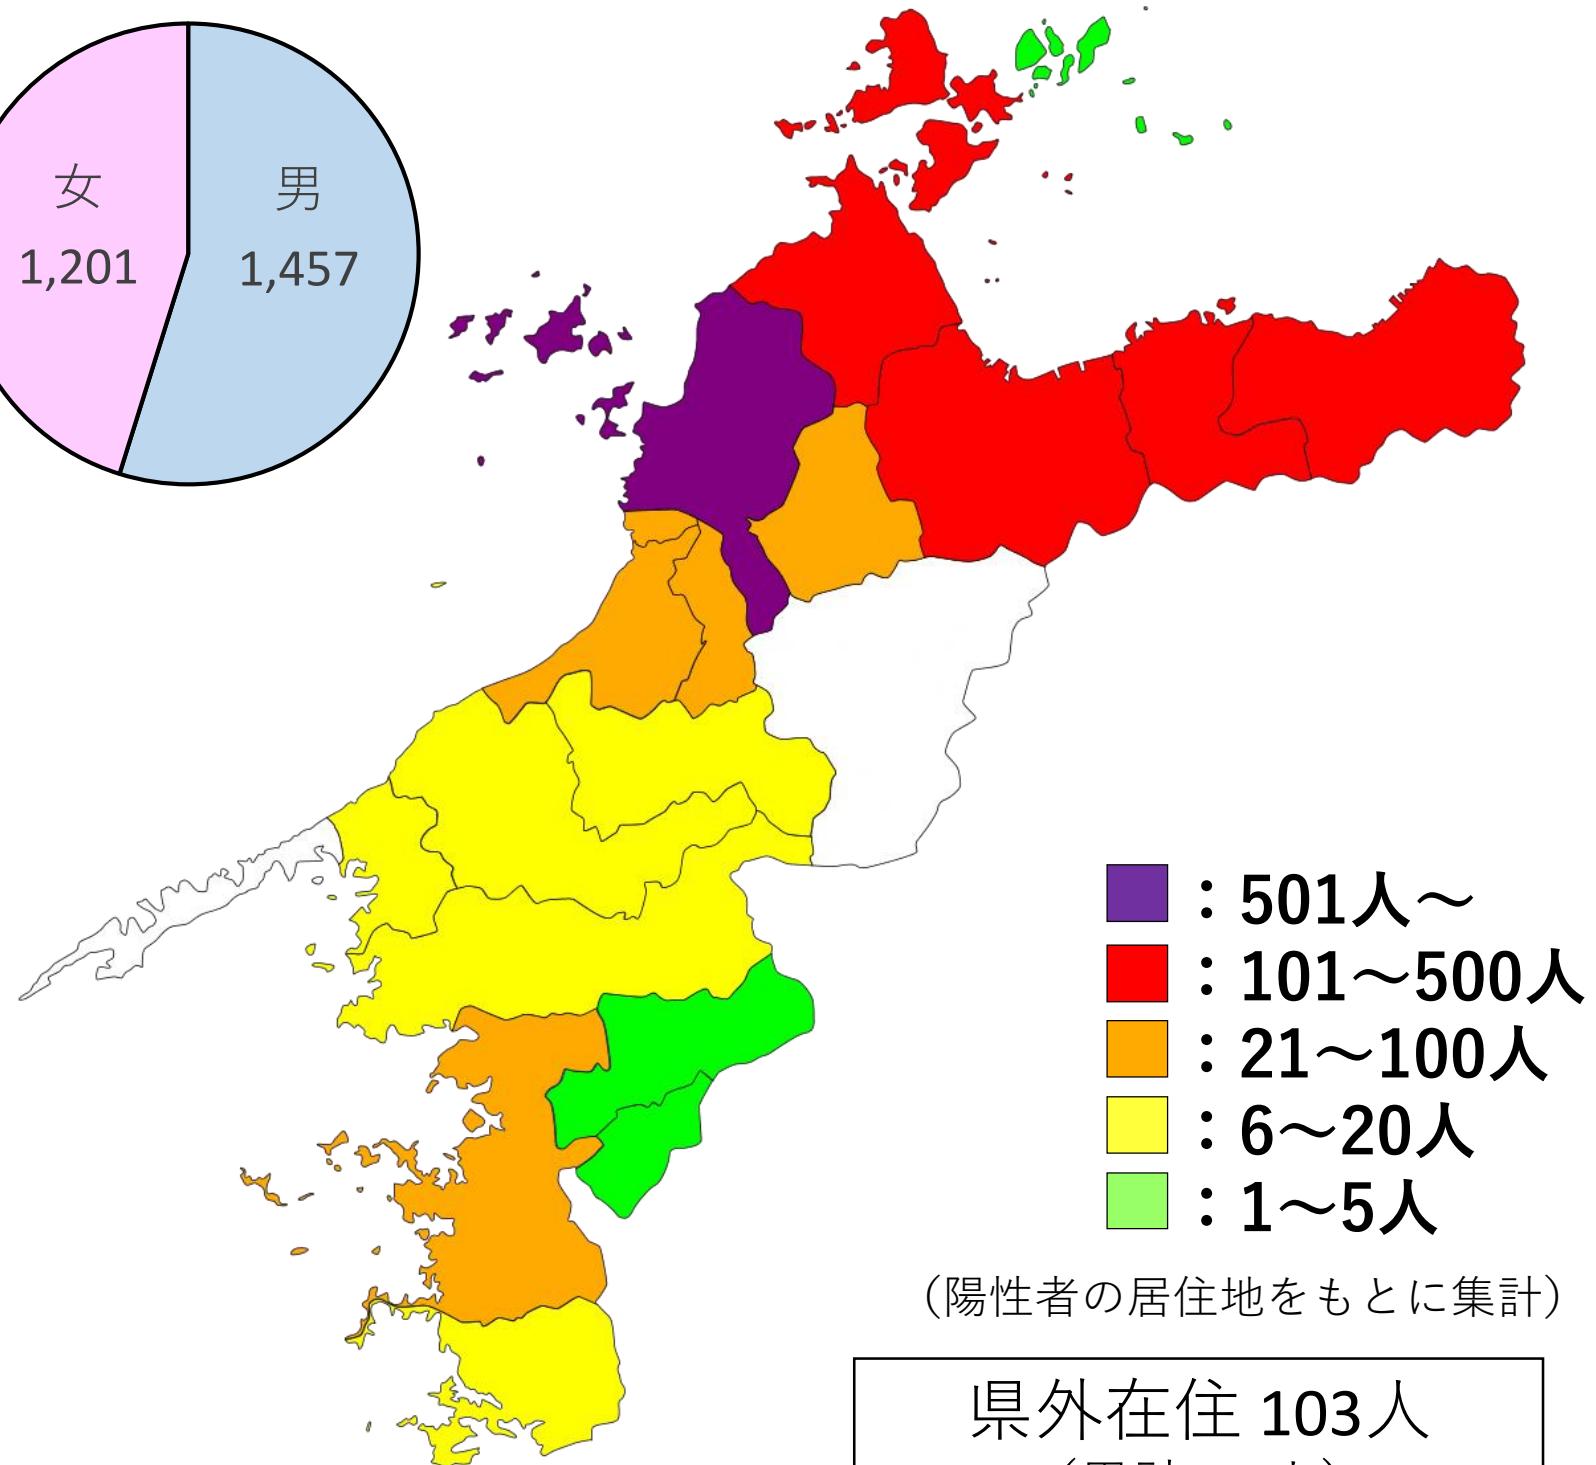 女
1,201
男
1,457
：501人～
：101～500人
：21～100人
：6～20人
：1～5人
（陽性者の居住地をもとに集計）
県外在住 103人